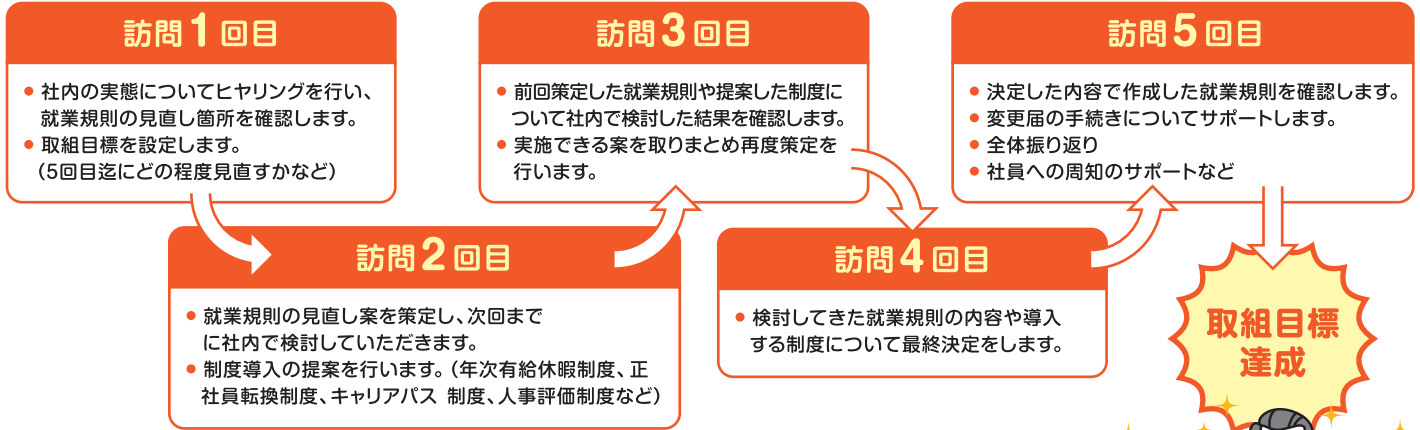 訪問1回目
● 社内の実態についてヒヤリングを行い、
就業規則の見直し箇所を確認します。
● 取組目標を設定します。
（5回目迄にどの程度見直すかなど）
訪問2回目
● 就業規則の見直し案を策定し、次回まで
に社内で検討していただきます。
● 制度導入の提案を行います。（年次有給休暇制度、正
社員転換制度、キャリアパス 制度、人事評価制度など）
訪問3回目
● 前回策定した就業規則や提案した制度に
ついて社内で検討した結果を確認します。
● 実施できる案を取りまとめ再度策定を
行います。
訪問4回目
● 検討してきた就業規則の内容や導入
する制度について最終決定をします。
訪問5回目
● 決定した内容で作成した就業規則を確認します。
● 変更届の手続きについてサポートします。
● 全体振り返り
● 社員への周知のサポートなど
取組目標
達成